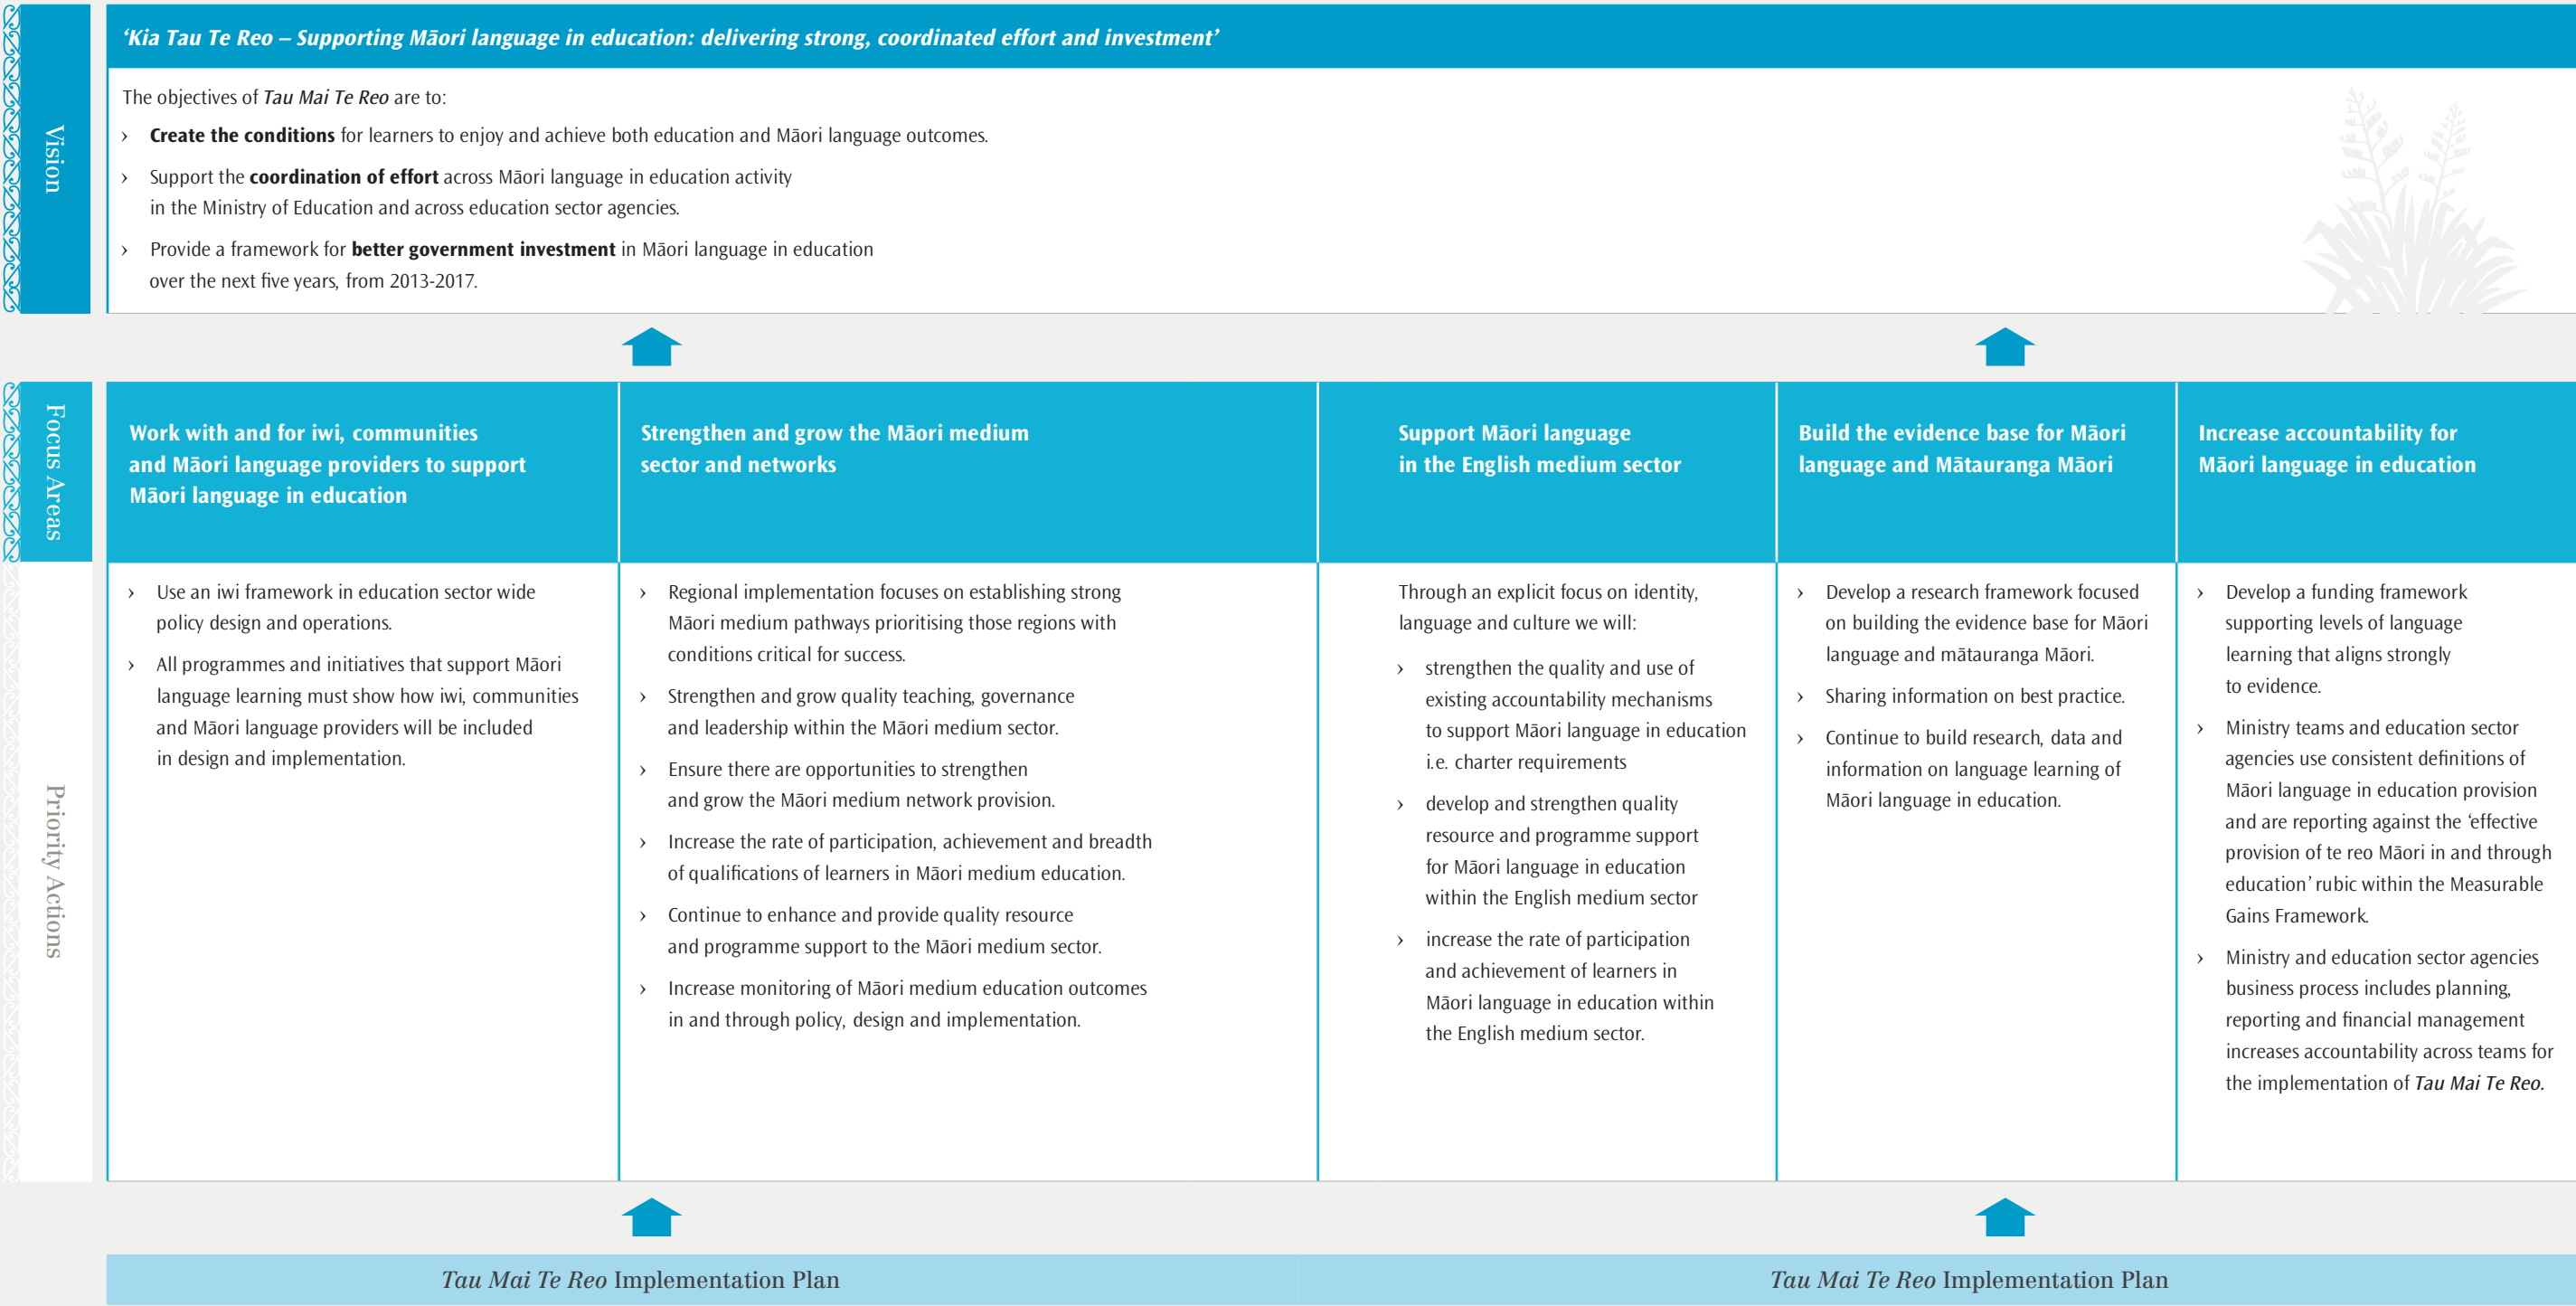 Vision
‘Kia Tau Te Reo – Supporting Māori language in education: delivering strong, coordinated effort and investment’
The objectives of Tau Mai Te Reo are to:
› Create the conditions for learners to enjoy and achieve both education and Māori language outcomes.
› Support the coordination of effort across Māori language in education activity
in the Ministry of Education and across education sector agencies.
› Provide a framework for better government investment in Māori language in education
over the next five years, from 2013-2017.
Focus Areas
Work with and for iwi, communities
and Māori language providers to support
Māori language in education
Strengthen and grow the Māori medium
sector and networks
Support Māori language
in the English medium sector
Build the evidence base for Māori
language and Mātauranga Māori
Increase accountability for
Māori language in education
Priority Actions
› Use an iwi framework in education sector wide
policy design and operations.
› All programmes and initiatives that support Māori
language learning must show how iwi, communities
and Māori language providers will be included
in design and implementation.
› Regional implementation focuses on establishing strong
Māori medium pathways prioritising those regions with
conditions critical for success.
› Strengthen and grow quality teaching, governance
and leadership within the Māori medium sector.
› Ensure there are opportunities to strengthen
and grow the Māori medium network provision.
› Increase the rate of participation, achievement and breadth
of qualifications of learners in Māori medium education.
› Continue to enhance and provide quality resource
and programme support to the Māori medium sector.
› Increase monitoring of Māori medium education outcomes
in and through policy, design and implementation.
Through an explicit focus on identity,
language and culture we will:
› strengthen the quality and use of
existing accountability mechanisms
to support Māori language in education
i.e. charter requirements
› develop and strengthen quality
resource and programme support
for Māori language in education
within the English medium sector
› increase the rate of participation
and achievement of learners in
Māori language in education within
the English medium sector.
› Develop a research framework focused
on building the evidence base for Māori
language and mātauranga Māori.
› Sharing information on best practice.
› Continue to build research, data and
information on language learning of
Māori language in education.
› Develop a funding framework
supporting levels of language
learning that aligns strongly
to evidence.
› Ministry teams and education sector
agencies use consistent definitions of
Māori language in education provision
and are reporting against the ‘effective
provision of te reo Māori in and through
education’ rubic within the Measurable
Gains Framework.
› Ministry and education sector agencies
business process includes planning,
reporting and financial management
increases accountability across teams for
the implementation of Tau Mai Te Reo.
Tau Mai Te Reo Implementation Plan
Tau Mai Te Reo Implementation Plan